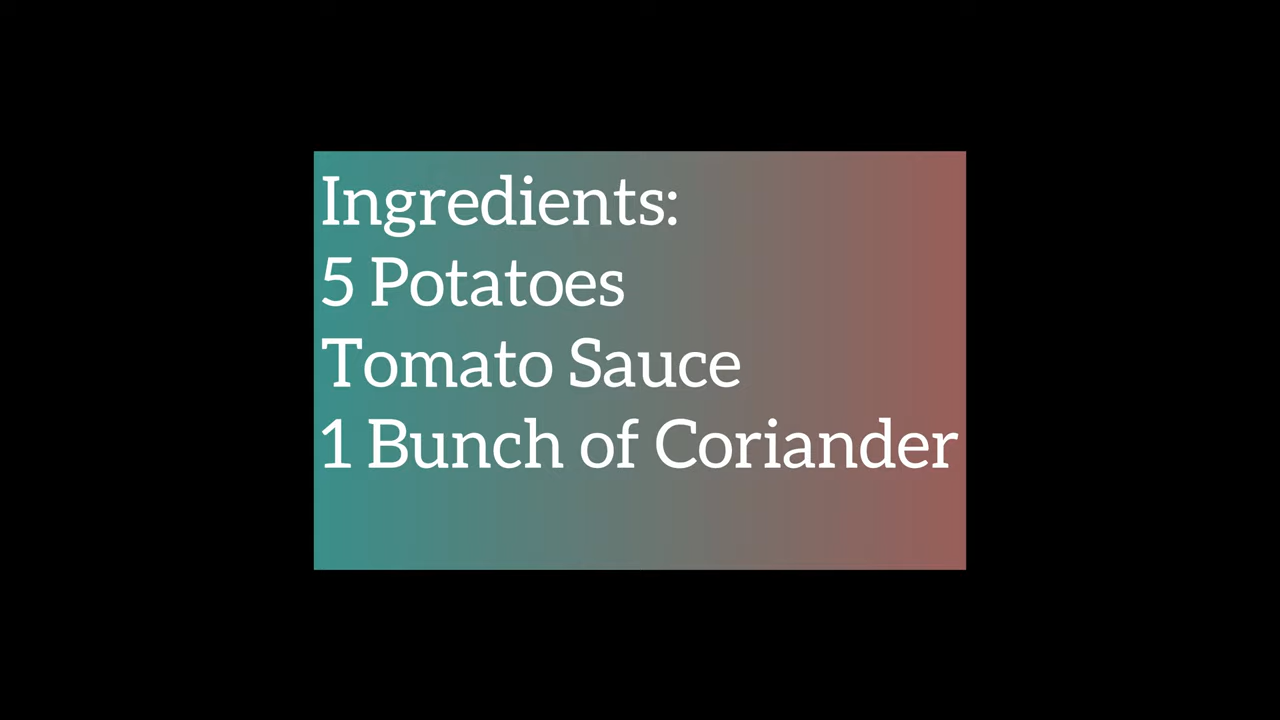 Ingredients:
5 Potatoes
Tomato Sauce
1 Bunch of Coriander